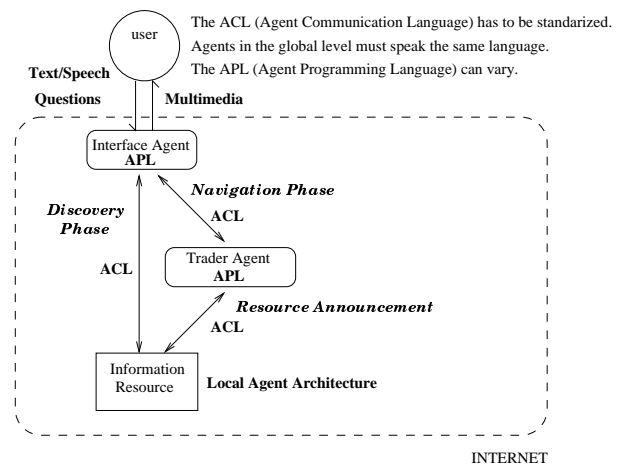 The ACL (Agent Communication Language) has to be standarized.
user
Agents in the global level must speak the same language.
The APL (Agent Programming Language) can vary.
Text/Speech
Questions
Multimedia
Interface Agent
APL
Navigation Phase
Discovery
Phase
ACL
ACL
Trader Agent
APL
Resource Announcement
ACL
Information
Resource
Local Agent Architecture
INTERNET